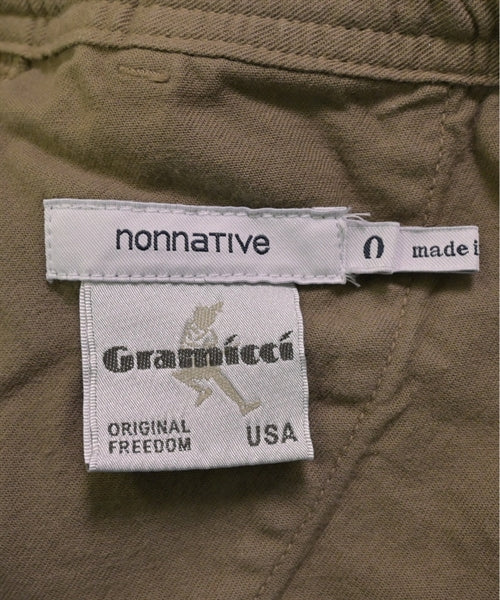 nonnaTive
0 made i
Gramicci
ORIGINAL
FREEDOM
USA